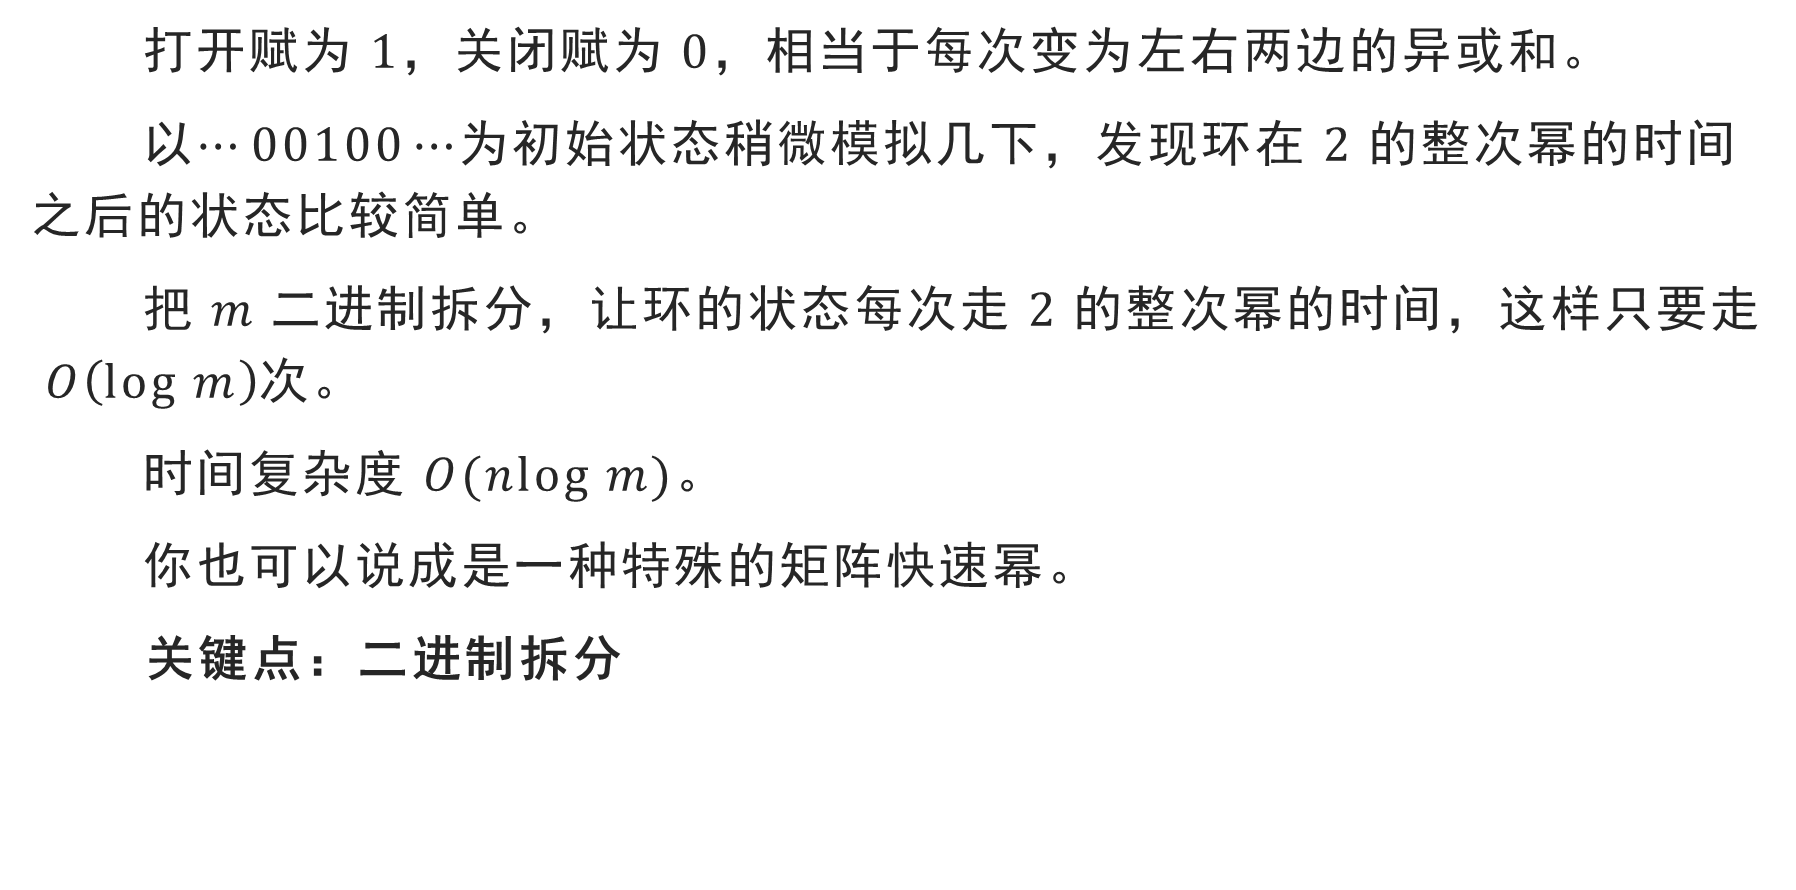 打开赋为 1，关闭赋为 0，相当于每次变为左右两边的异或和。
以⋯00100⋯为初始状态稍微模拟几下，发现环在 2 的整次幂的时间
之后的状态比较简单。
把 m 二进制拆分，让环的状态每次走 2 的整次幂的时间，这样只要走
O(log m)次。
时间复杂度 O(nlog m)。
你也可以说成是一种特殊的矩阵快速幂。
关键点：二进制拆分